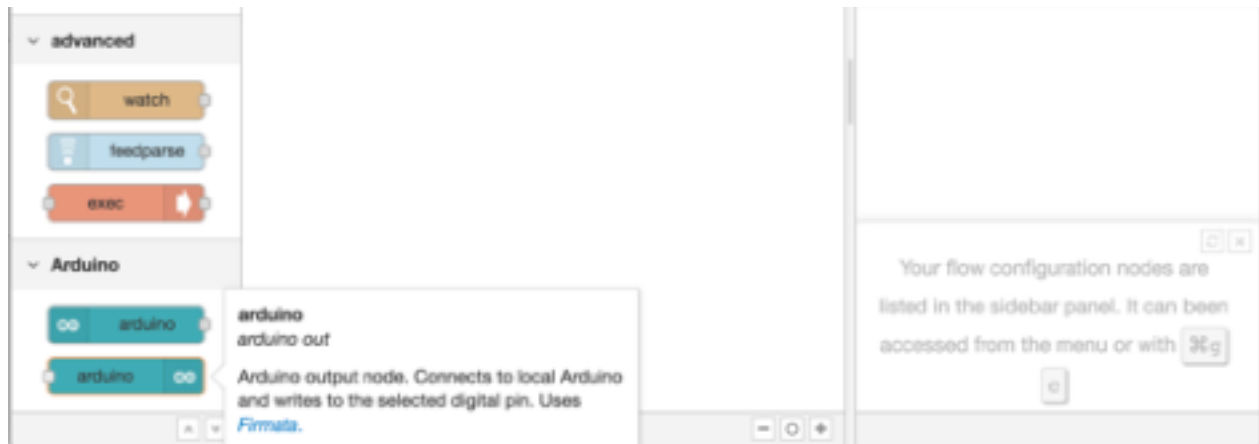 advanced
watch
feedparse
exec
Arduino
arduino
arduino
arduino
arduino out
Arduino output node. Connects to local Arduino
and writes to the selected digital pin. Uses
Firmata.
Your flow configuration nodes are
listed in the sidebar panel. It can been
accessed from the menu or with ⌘g
c